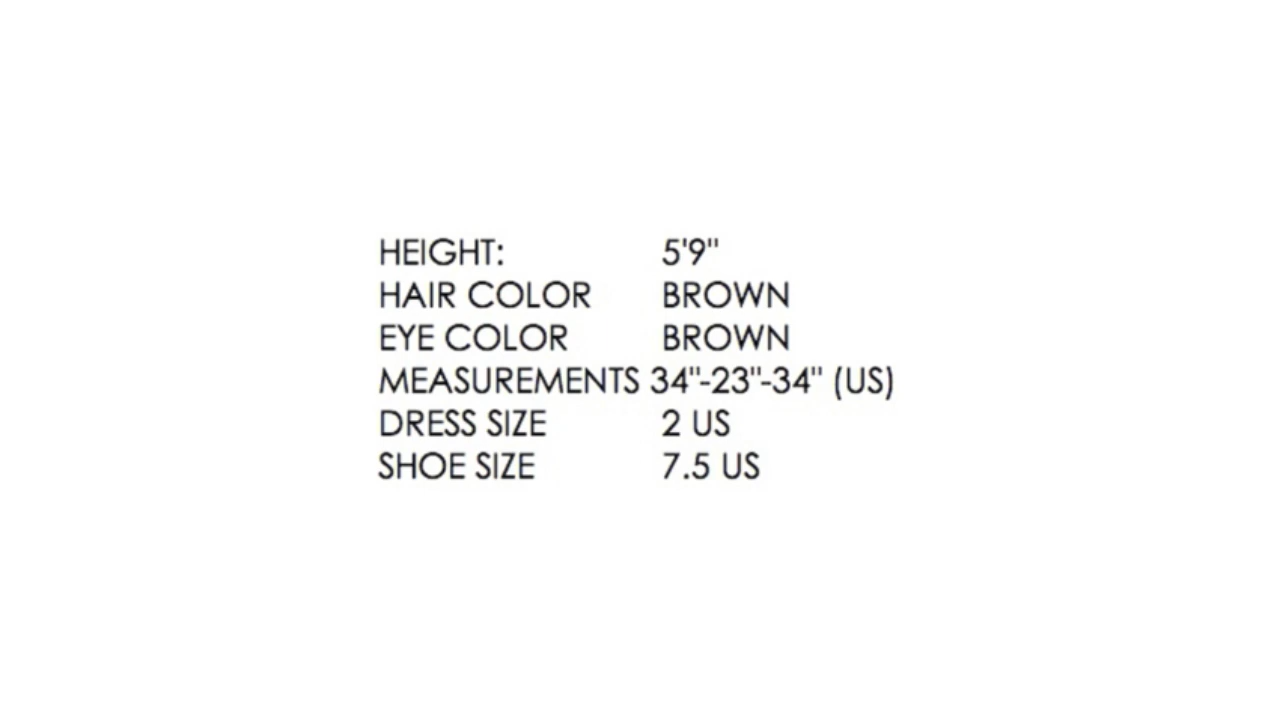 HEIGHT: 5'9"
HAIR COLOR BROWN
EYE COLOR BROWN
MEASUREMENTS 34"-23"-34" (US)
DRESS SIZE 2 US
SHOE SIZE 7.5 US